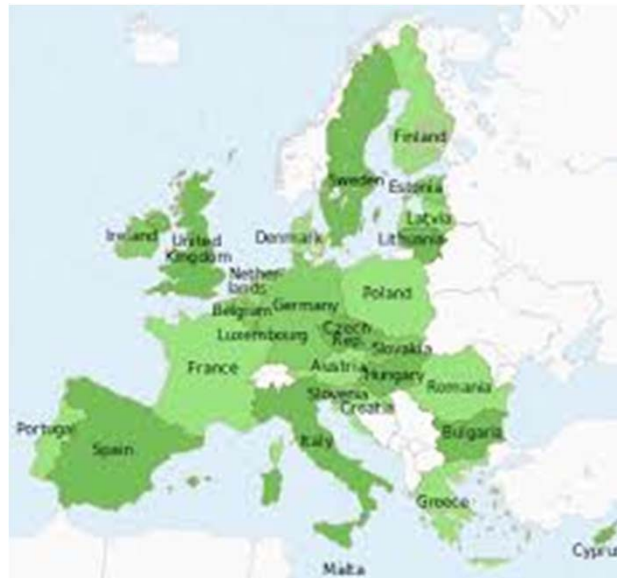 Finland
Sweden
Estonia
Latvia
Lithuania
Ireland
United
Kingdom
Denmark
Nether-
lands
Poland
Belgium
Germany
Luxembourg
Czech
Rep.
Slovakia
France
Austria
Hungary
Romania
Slovenia
Croatia
Portugal
Spain
Italy
Bulgaria
Greece
Cypru
Malta